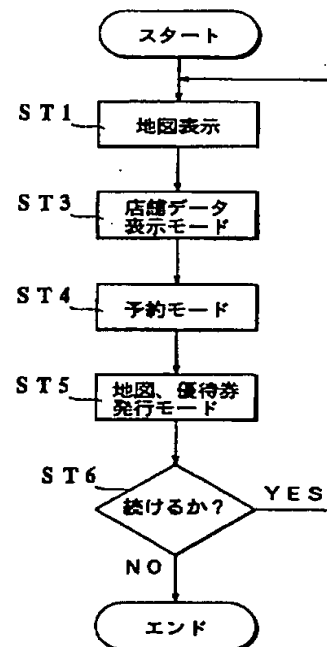 スタート
ST1
地図表示
ST3
店舗データ
表示モード
ST4
予約モード
ST5
地図、優待券
発行モード
ST6
続けるか?
YES
NO
エンド